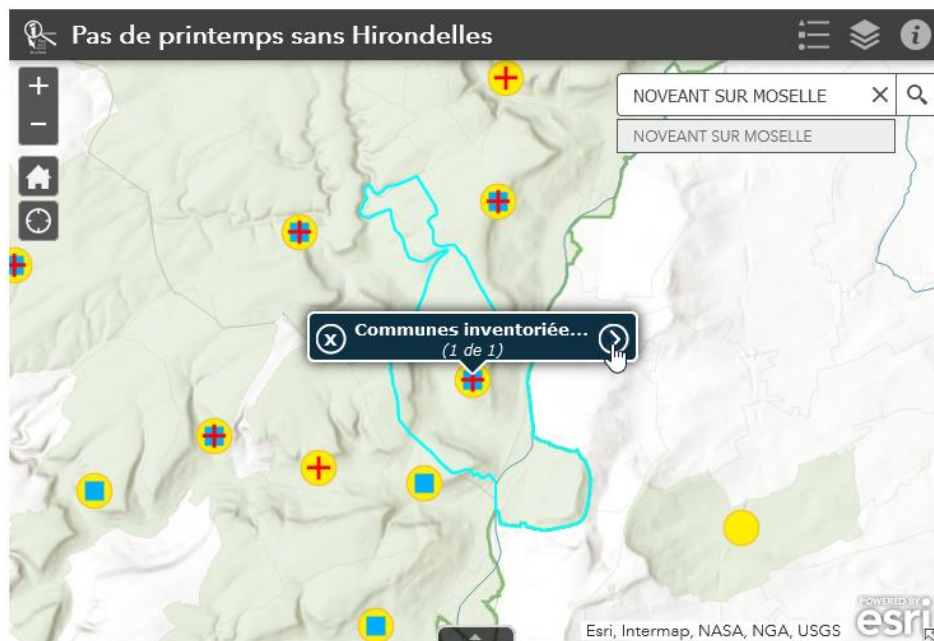 Pas de printemps sans Hirondelles
NOVEANT SUR MOSELLE
NOVEANT SUR MOSELLE
Communes inventoriée...
(1 de 1)
POWERED BY
esri
Esri, Intermap, NASA, NGA, USGS